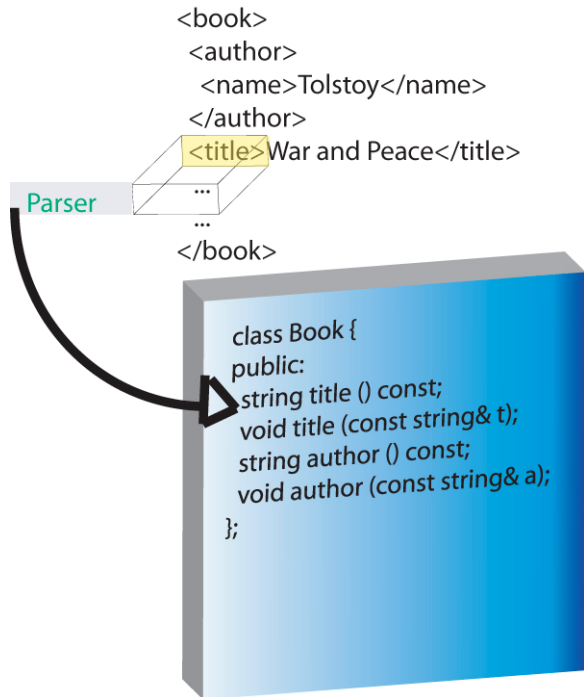 <book>
<author>
<name>Tolstoy</name>
</author>
<title>War and Peace</title>
Parser
...
...
</book>
class Book {
public:
string title () const;
void title (const string& t);
string author () const;
void author (const string& a);
};